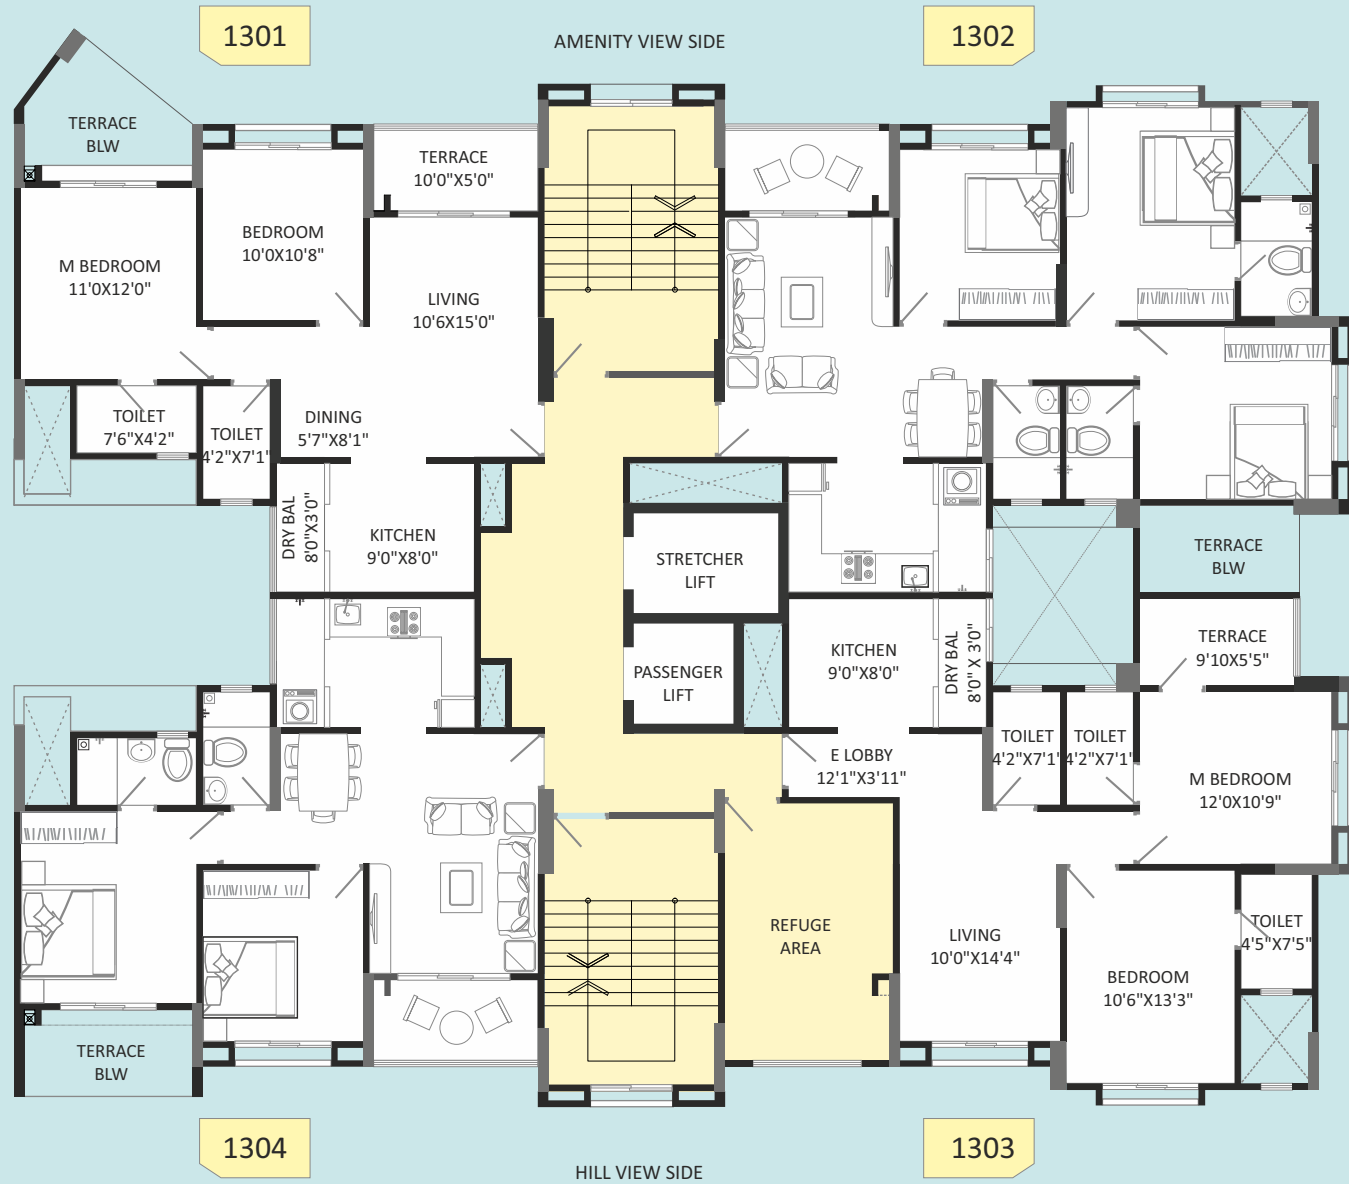 1301
AMENITY VIEW SIDE
1302
TERRACE
BLW
TERRACE
10'0"X5'0"
BEDROOM
10'0X10'8"
M BEDROOM
11'0X12'0"
LIVING
10'6X15'0"
TOILET
7'6"X4'2"
TOILET
4'2"X7'1"
DINING
5'7"X8'1"
DRY BAL
8'0"X3'0"
KITCHEN
9'0"X8'0"
STRETCHER
LIFT
TERRACE
BLW
PASSENGER
LIFT
KITCHEN
9'0"X8'0"
DRY BAL
8'0" X 3'0"
TERRACE
9'10X5'5"
E LOBBY
12'1"X3'11"
TOILET
4'2"X7'1"
TOILET
4'2"X7'1"
M BEDROOM
12'0X10'9"
REFUGE
AREA
LIVING
10'0"X14'4"
TOILET
4'5"X7'5"
BEDROOM
10'6"X13'3"
TERRACE
BLW
1304
HILL VIEW SIDE
1303